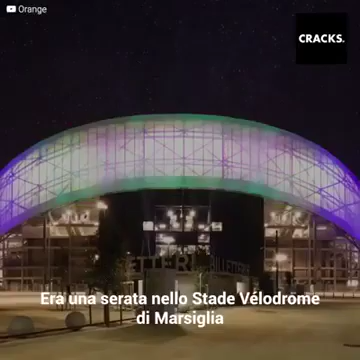 Orange
CRACKS.
Era una serata nello Stade Vélodrome
di Marsiglia